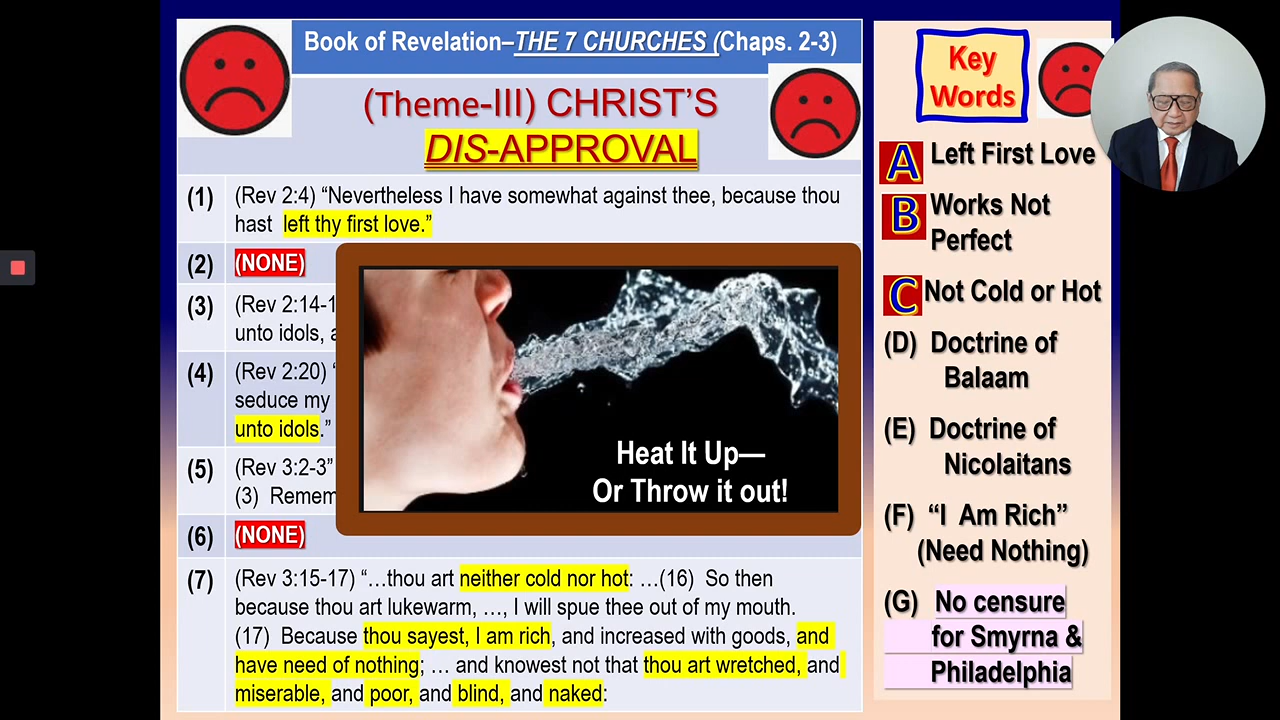 Book of Revelation–THE 7 CHURCHES (Chaps. 2-3)
(Theme-III) CHRIST’S
DIS-APPROVAL
(1) (Rev 2:4) “Nevertheless I have somewhat against thee, because thou
hast left thy first love.”
(2) (NONE)
(3) (Rev 2:14-1
unto idols, a
(4) (Rev 2:20) “
seduce my
unto idols.”
(5) (Rev 3:2-3”
(3) Remem
(6) (NONE)
Heat It Up—
Or Throw it out!
(7) (Rev 3:15-17) “…thou art neither cold nor hot: …(16) So then
because thou art lukewarm, …, I will spue thee out of my mouth.
(17) Because thou sayest, I am rich, and increased with goods, and
have need of nothing; … and knowest not that thou art wretched, and
miserable, and poor, and blind, and naked:
Key
Words
A Left First Love
B Works Not
Perfect
C Not Cold or Hot
(D) Doctrine of
Balaam
(E) Doctrine of
Nicolaitans
(F) “I Am Rich”
(Need Nothing)
(G) No censure
for Smyrna &
Philadelphia